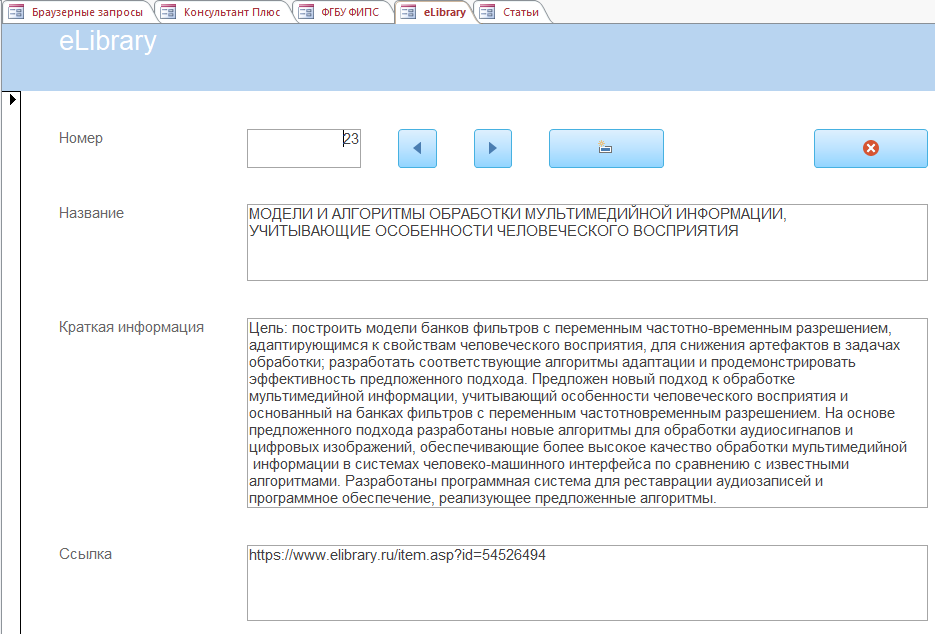 Браузерные запросы Консультант Плюс ФГБУ ФИПС eLibrary Статьи
eLibrary
Номер 23
Название МОДЕЛИ И АЛГОРИТМЫ ОБРАБОТКИ МУЛЬТИМЕДИЙНОЙ ИНФОРМАЦИИ,
УЧИТЫВАЮЩИЕ ОСОБЕННОСТИ ЧЕЛОВЕЧЕСКОГО ВОСПРИЯТИЯ
Краткая информация Цель: построить модели банков фильтров с переменным частотно-временным разрешением,
адаптирующимся к свойствам человеческого восприятия, для снижения артефактов в задачах
обработки; разработать соответствующие алгоритмы адаптации и продемонстрировать
эффективность предложенного подхода. Предложен новый подход к обработке
мультимедийной информации, учитывающий особенности человеческого восприятия и
основанный на банках фильтров с переменным частотновременным разрешением. На основе
предложенного подхода разработаны новые алгоритмы для обработки аудиосигналов и
цифровых изображений, обеспечивающие более высокое качество обработки мультимедийной
информации в системах человеко-машинного интерфейса по сравнению с известными
алгоритмами. Разработаны программная система для реставрации аудиозаписей и
программное обеспечение, реализующее предложенные алгоритмы.
Ссылка https://www.elibrary.ru/item.asp?id=54526494